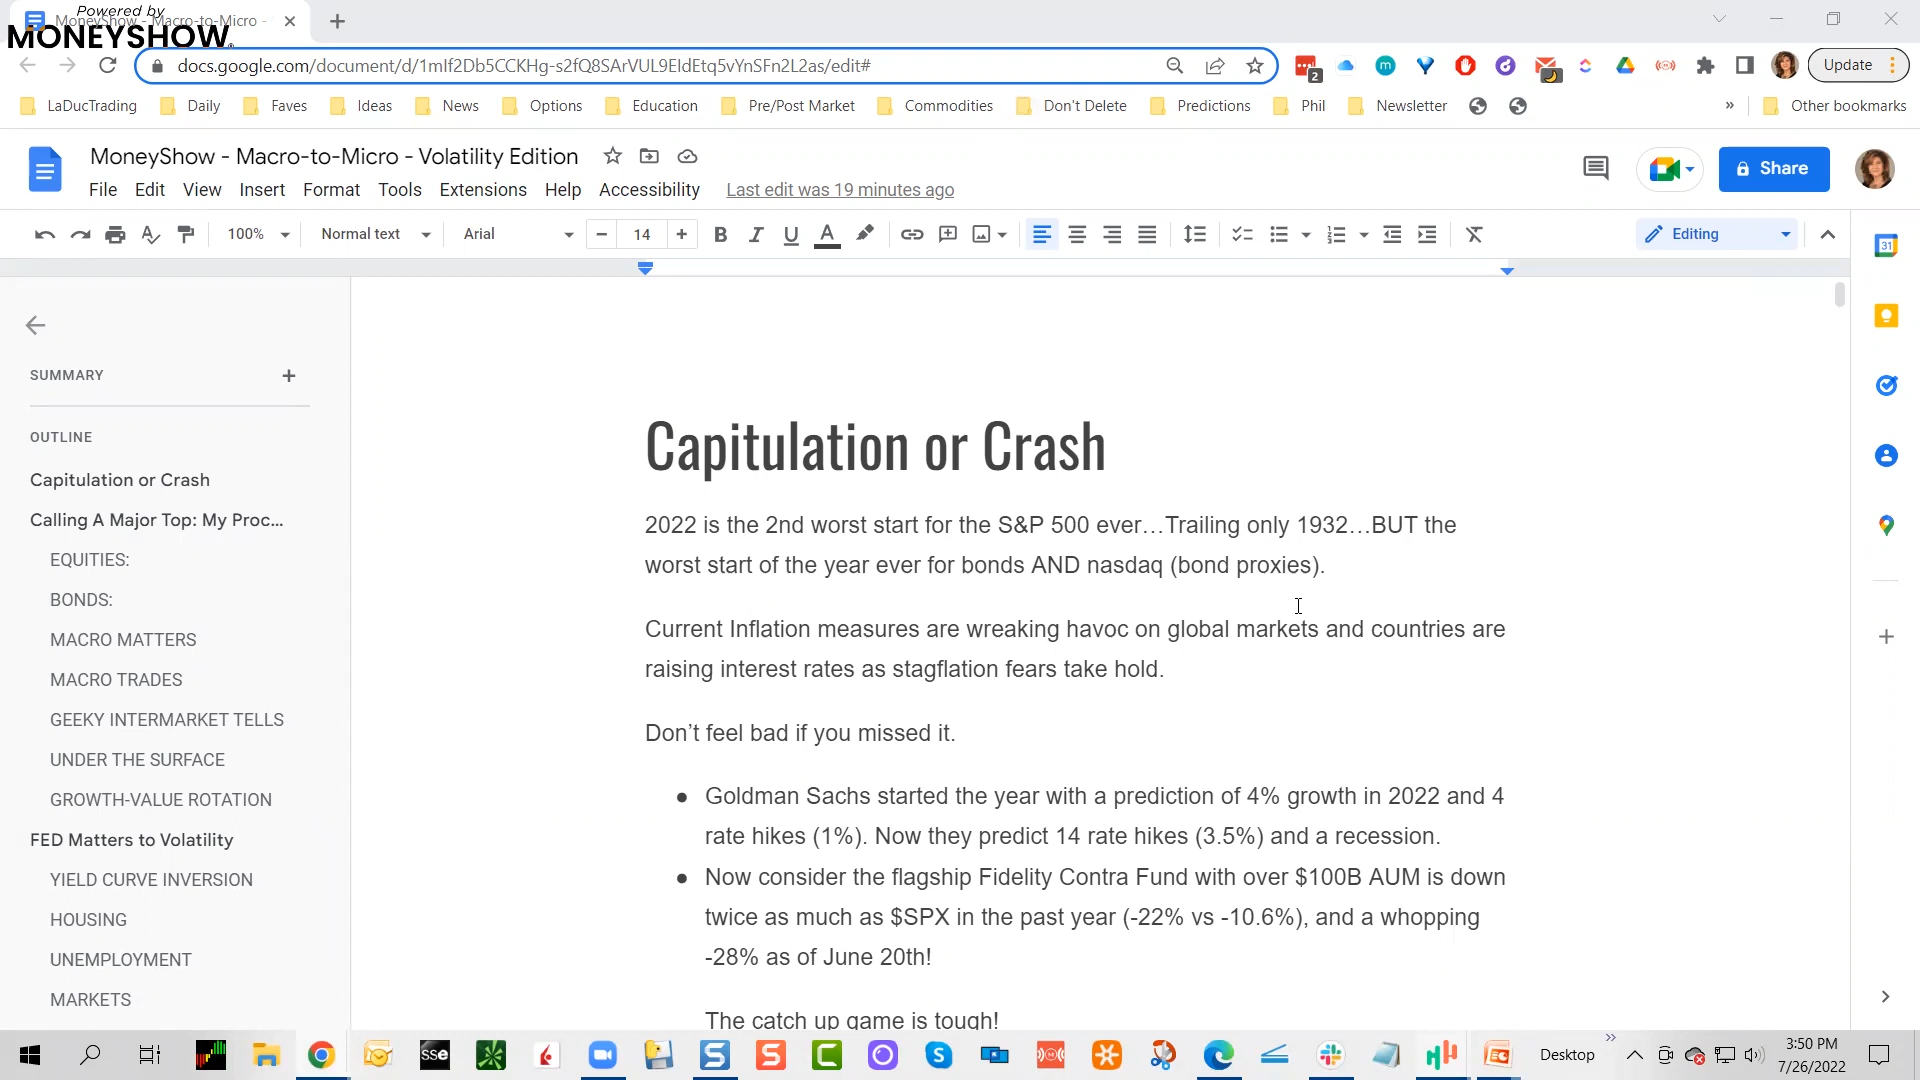 Powered by
MONEYSHOW
MoneyShow - Macro-to-Micro -
docs.google.com/document/d/1mIf2Db5CCKHg-s2fQ8SArVUL9EIdEtq5vYnSFn2L2as/edit#
2
Update
LaDucTrading Daily Faves Ideas News Options Education Pre/Post Market Commodities Don't Delete Predictions Phil Newsletter » Other bookmarks
MoneyShow - Macro-to-Micro - Volatility Edition
File Edit View Insert Format Tools Extensions Help Accessibility Last edit was 19 minutes ago
Share
100% Normal text Arial 14 B I U A Editing
31
SUMMARY
OUTLINE
Capitulation or Crash
Calling A Major Top: My Proc...
EQUITIES:
BONDS:
MACRO MATTERS
MACRO TRADES
GEEKY INTERMARKET TELLS
UNDER THE SURFACE
GROWTH-VALUE ROTATION
FED Matters to Volatility
YIELD CURVE INVERSION
HOUSING
UNEMPLOYMENT
MARKETS
Capitulation or Crash
2022 is the 2nd worst start for the S&P 500 ever…Trailing only 1932…BUT the
worst start of the year ever for bonds AND nasdaq (bond proxies).
Current Inflation measures are wreaking havoc on global markets and countries are
raising interest rates as stagflation fears take hold.
Don’t feel bad if you missed it.
● Goldman Sachs started the year with a prediction of 4% growth in 2022 and 4
rate hikes (1%). Now they predict 14 rate hikes (3.5%) and a recession.
● Now consider the flagship Fidelity Contra Fund with over $100B AUM is down
twice as much as $SPX in the past year (-22% vs -10.6%), and a whopping
-28% as of June 20th!
The catch up game is tough!
sse
Desktop
3:50 PM
7/26/2022